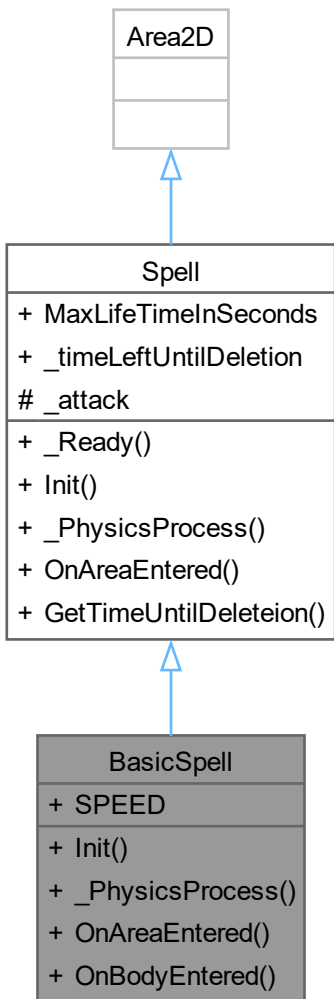 Area2D
Spell
+ MaxLifeTimeInSeconds
+ _timeLeftUntilDeletion
# _attack
+ _Ready()
+ Init()
+ _PhysicsProcess()
+ OnAreaEntered()
+ GetTimeUntilDeleteion()
BasicSpell
+ SPEED
+ Init()
+ _PhysicsProcess()
+ OnAreaEntered()
+ OnBodyEntered()